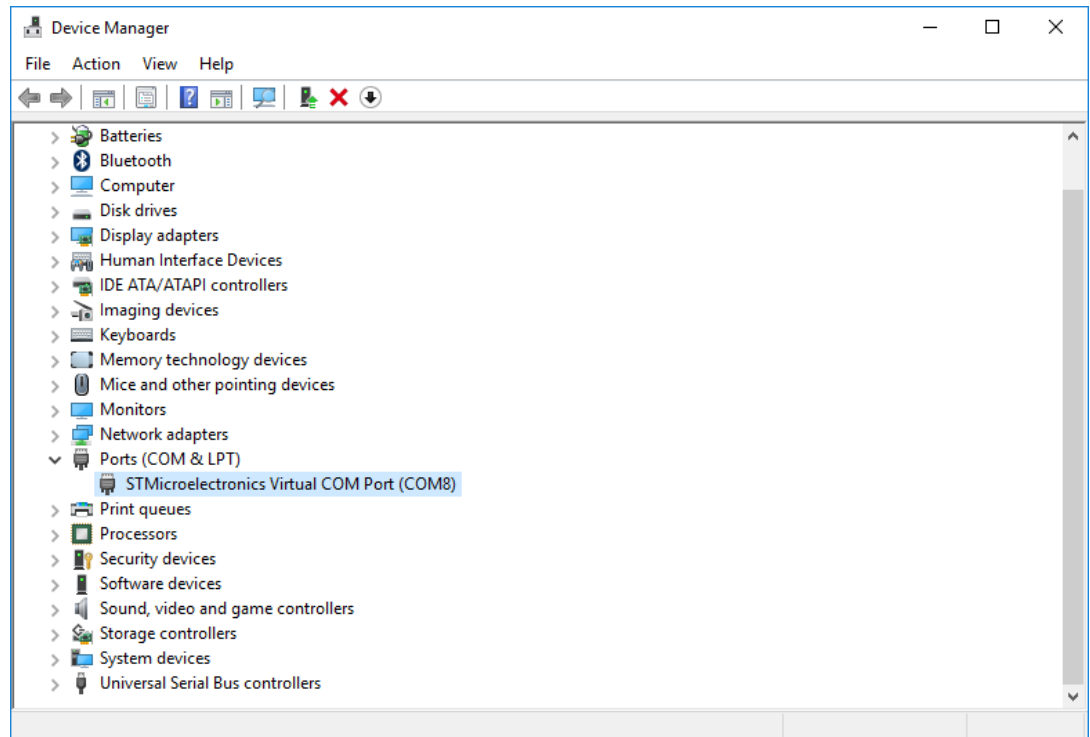 Device Manager
File Action View Help
Batteries
Bluetooth
Computer
Disk drives
Display adapters
Human Interface Devices
IDE ATA/ATAPI controllers
Imaging devices
Keyboards
Memory technology devices
Mice and other pointing devices
Monitors
Network adapters
Ports (COM & LPT)
STMicroelectronics Virtual COM Port (COM8)
Print queues
Processors
Security devices
Software devices
Sound, video and game controllers
Storage controllers
System devices
Universal Serial Bus controllers